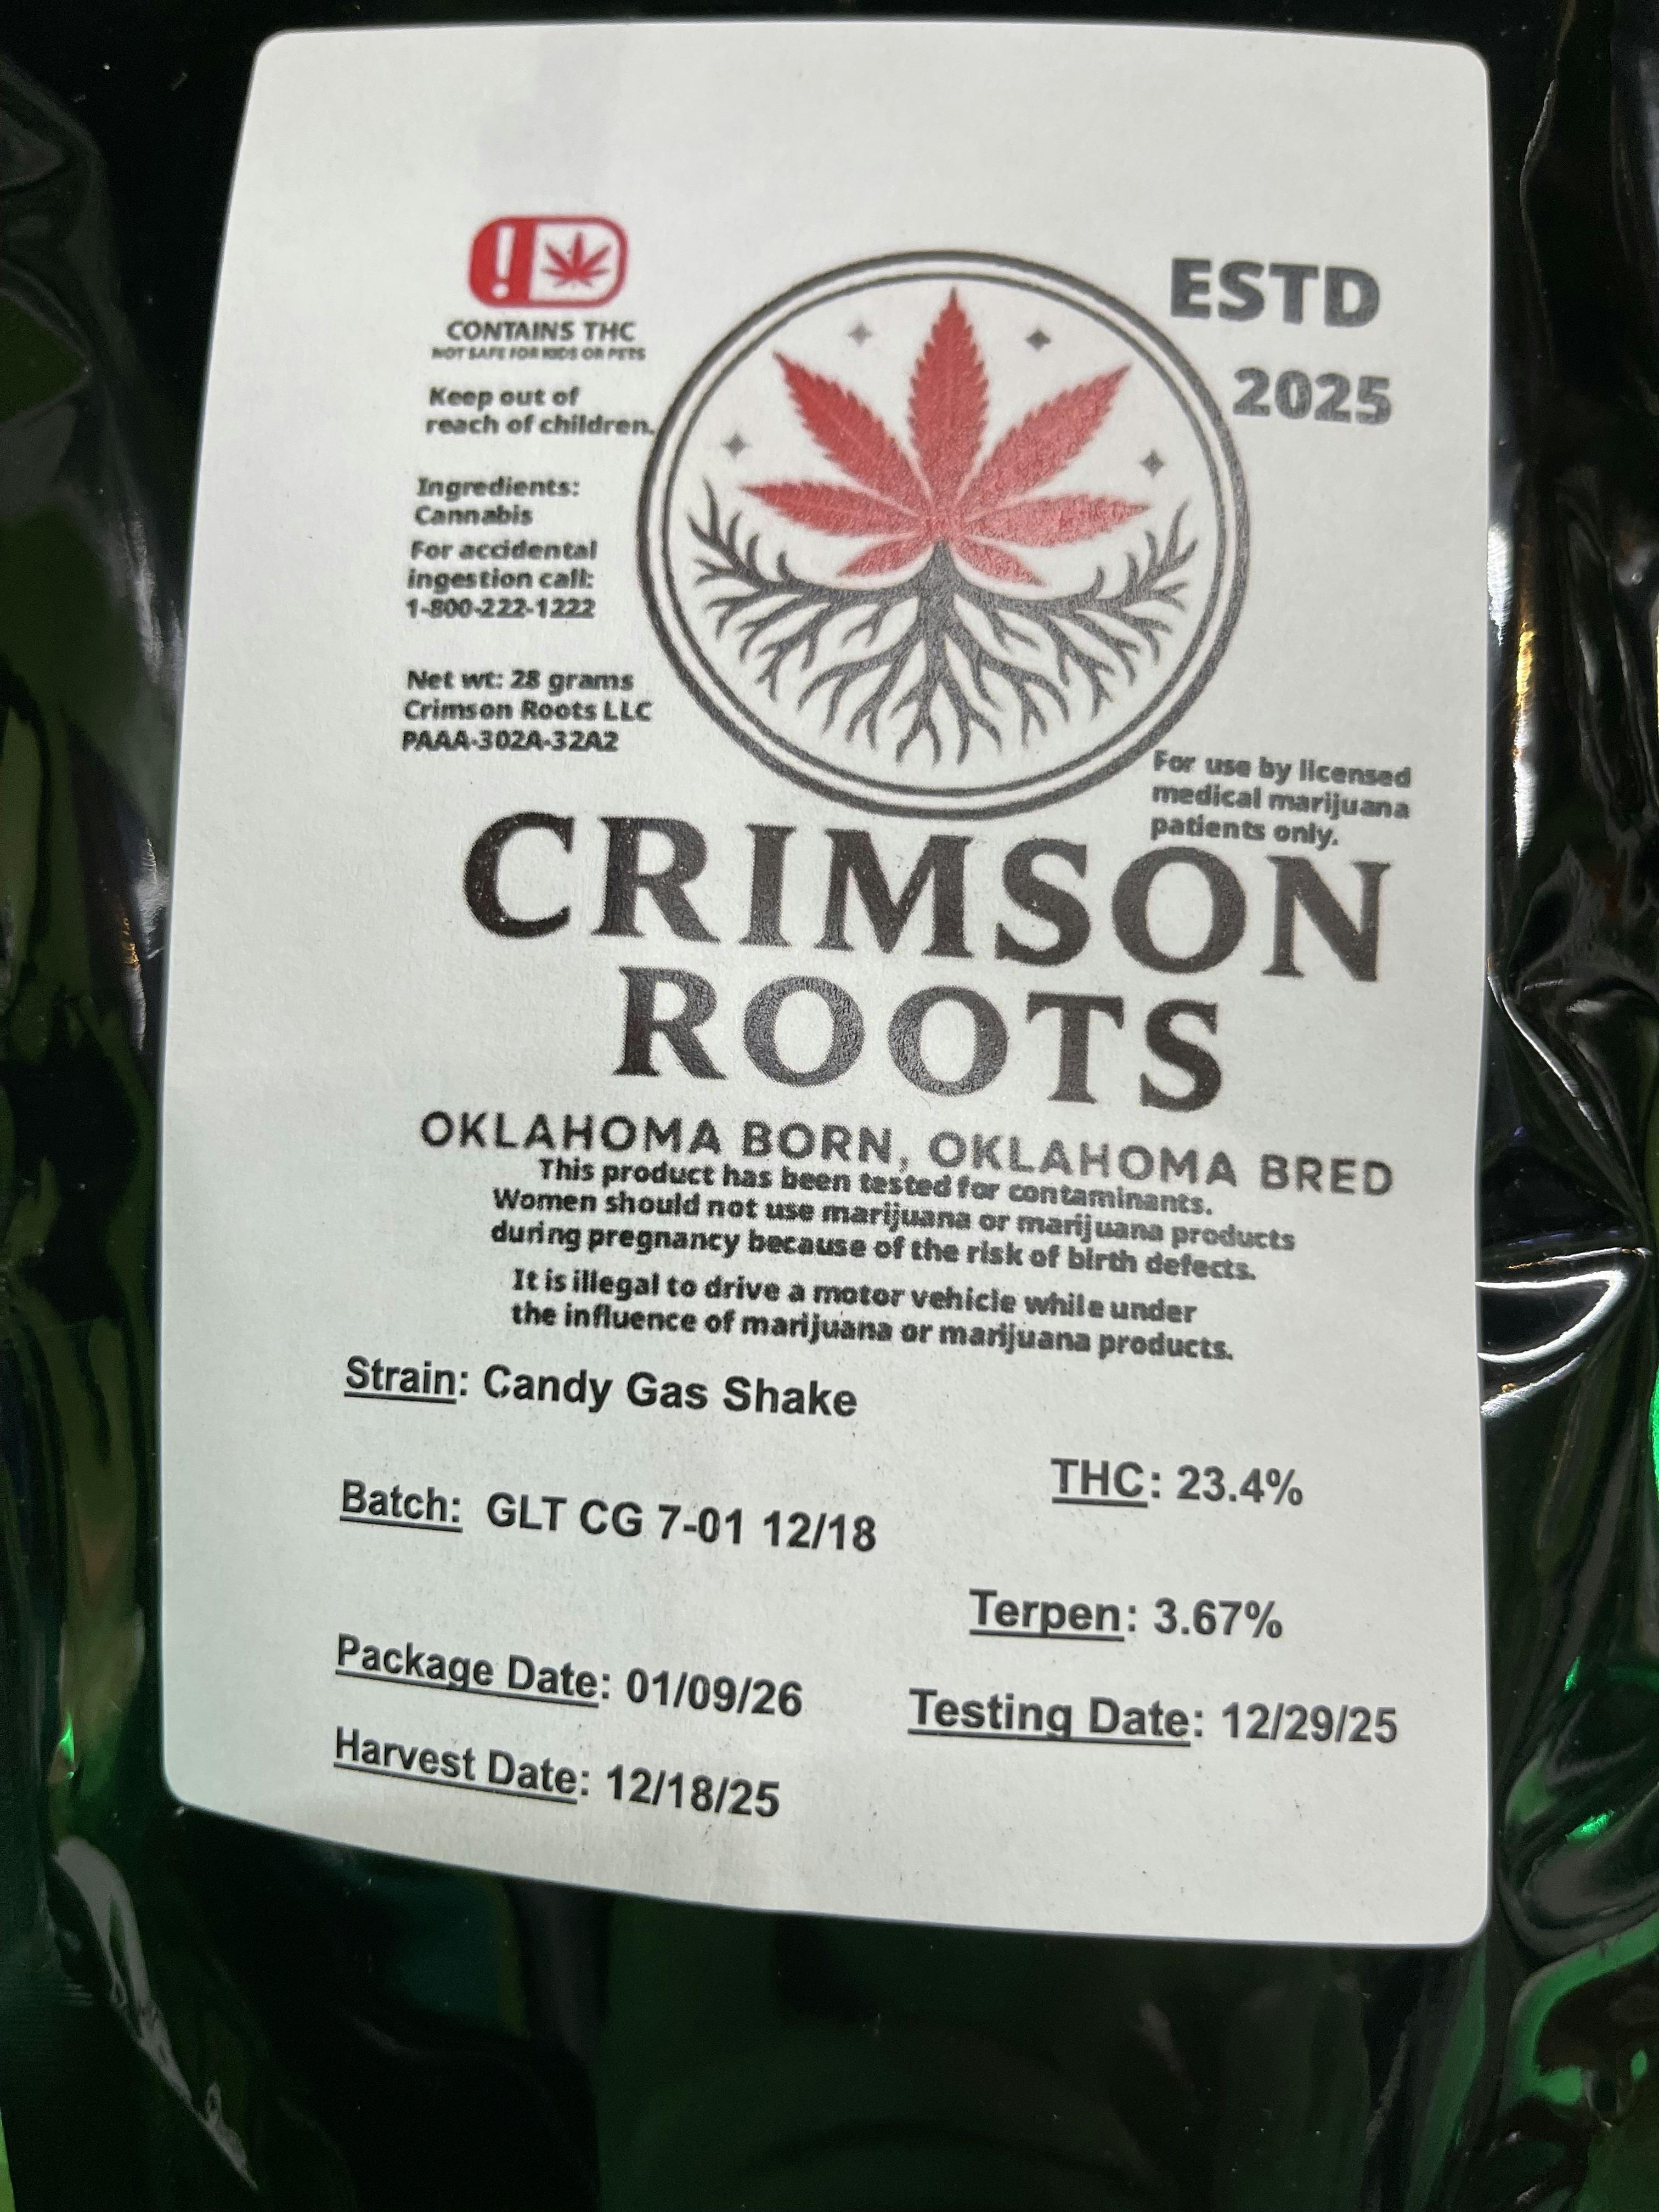 CONTAINS THC
NOT SAFE FOR KIDS OR PETS
Keep out of
reach of children.
Ingredients:
Cannabis
For accidental
ingestion call:
1-800-222-1222
Net wt: 28 grams
Crimson Roots LLC
PAAA-302A-32A2
ESTD
2025
For use by licensed
medical marijuana
patients only.
CRIMSON
ROOTS
OKLAHOMA BORN, OKLAHOMA BRED
This product has been tested for contaminants.
Women should not use marijuana or marijuana products
during pregnancy because of the risk of birth defects.
It is illegal to drive a motor vehicle while under
the influence of marijuana or marijuana products.
Strain: Candy Gas Shake
THC: 23.4%
Batch: GLT CG 7-01 12/18
Terpen: 3.67%
Package Date: 01/09/26
Testing Date: 12/29/25
Harvest Date: 12/18/25